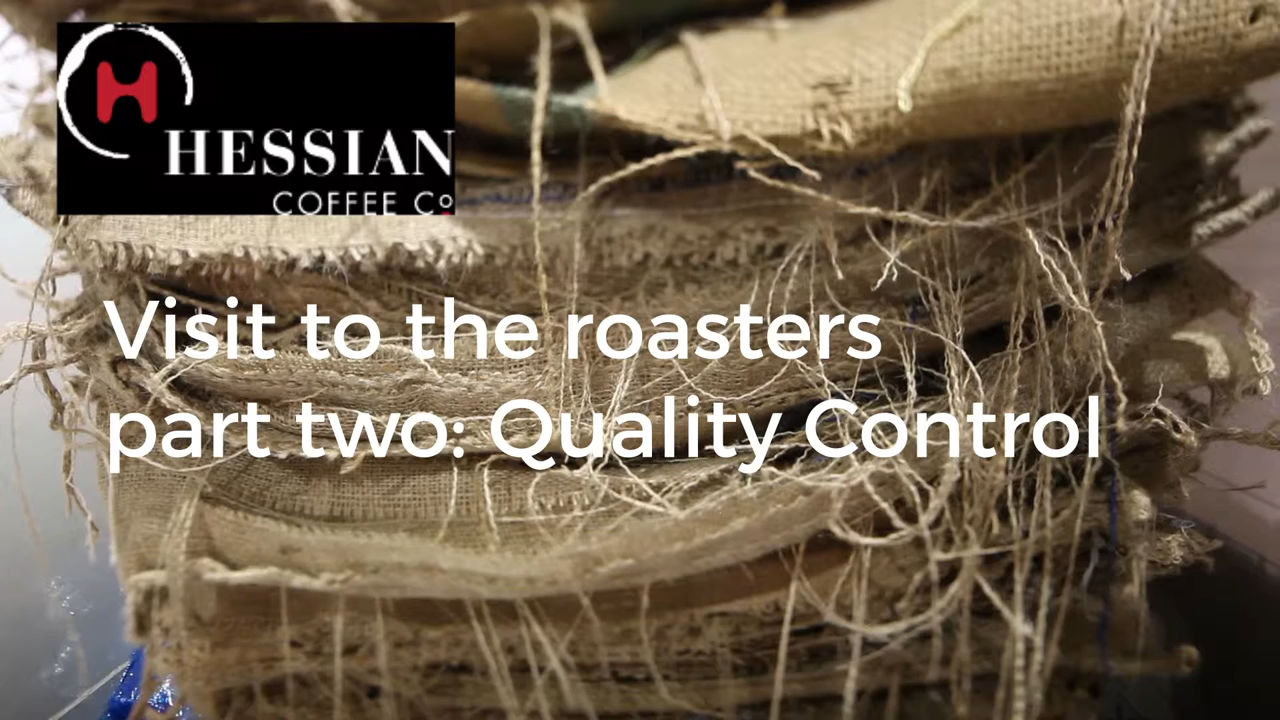 H
HESSIAN
COFFEE Cº.
Visit to the roasters
part two: Quality Control